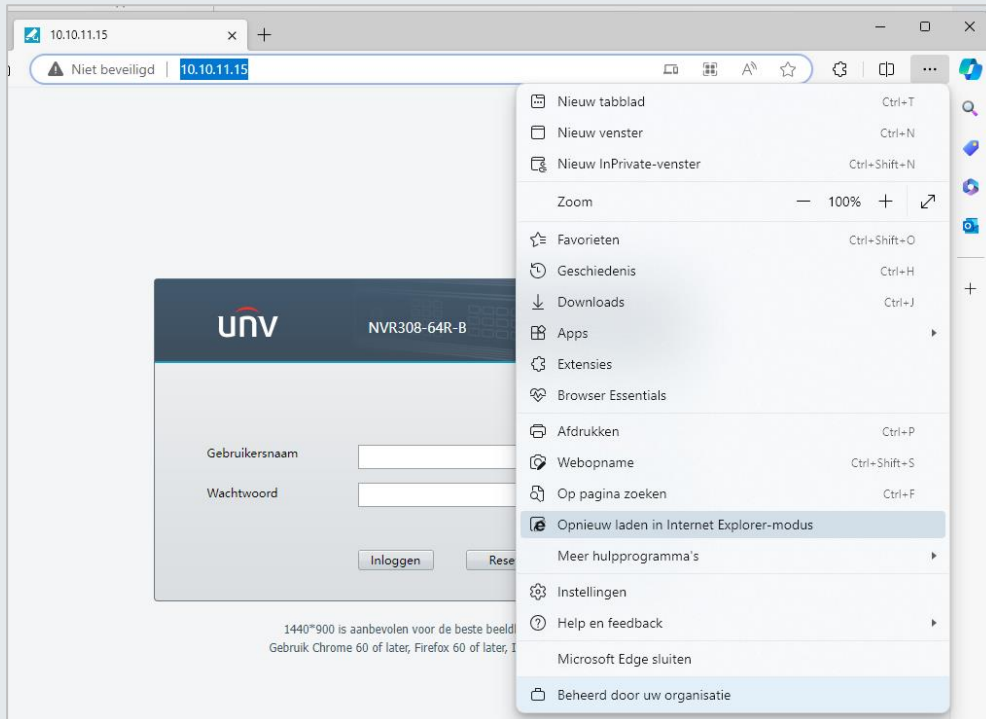 10.10.11.15
Niet beveiligd
10.10.11.15
Nieuw tabblad Ctrl+T
Nieuw venster Ctrl+N
Nieuw InPrivate-venster Ctrl+Shift+N
Zoom 100%
Favorieten Ctrl+Shift+O
Geschiedenis Ctrl+H
Downloads Ctrl+J
Apps
Extensies
Browser Essentials
Afdrukken Ctrl+P
Webopname Ctrl+Shift+S
Op pagina zoeken Ctrl+F
Opnieuw laden in Internet Explorer-modus
Meer hulpprogramma's
Instellingen
Help en feedback
Microsoft Edge sluiten
Beheerd door uw organisatie
unv
NVR308-64R-B
Gebruikersnaam
Wachtwoord
Inloggen Rese
1440*900 is aanbevolen voor de beste beeld
Gebruik Chrome 60 of later, Firefox 60 of later,